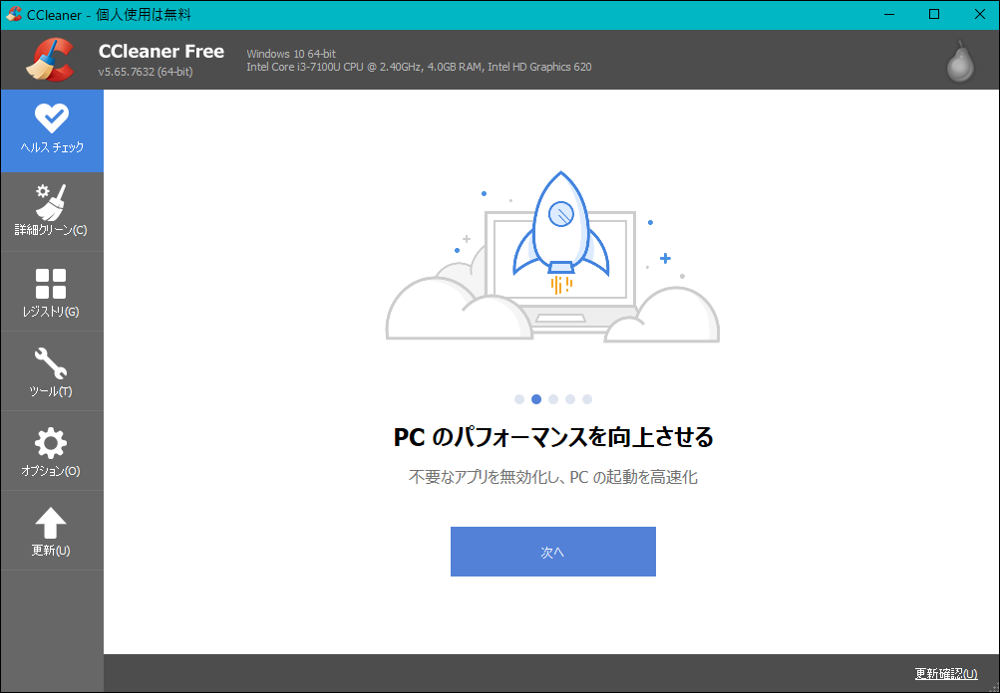 CCleaner - 個人使用は無料
CCleaner Free
v5.65.7632 (64-bit)
Windows 10 64-bit
Intel Core i3-7100U CPU @ 2.40GHz, 4.0GB RAM, Intel HD Graphics 620
ヘルス チェック
詳細クリーン(C)
レジストリ(G)
ツール(T)
オプション(O)
更新(U)
PC のパフォーマンスを向上させる
不要なアプリを無効化し、PC の起動を高速化
次へ
更新確認(U)